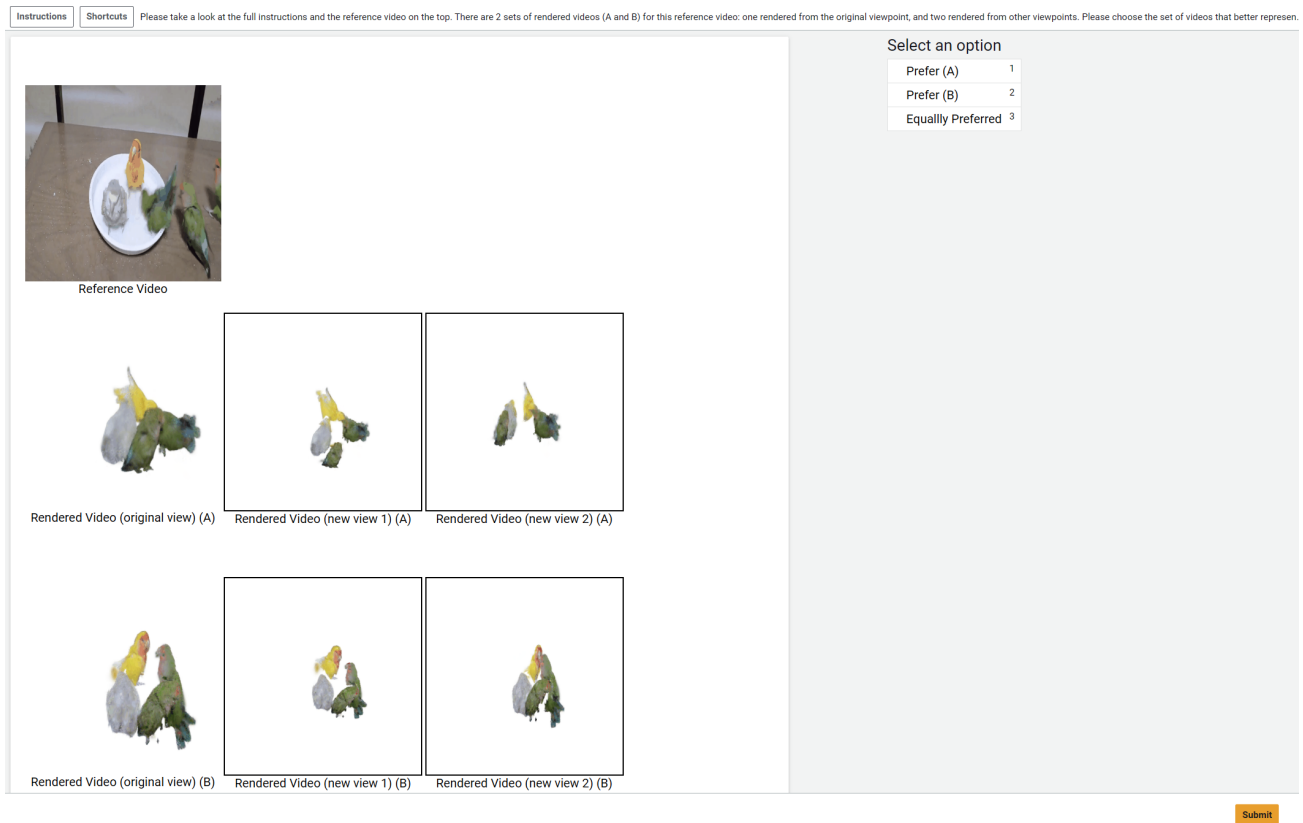 Instructions
Shortcuts
Please take a look at the full instructions and the reference video on the top. There are 2 sets of rendered videos (A and B) for this reference video: one rendered from the original viewpoint, and two rendered from other viewpoints. Please choose the set of videos that better represen.
Select an option
Prefer (A) 1
Prefer (B) 2
Equallly Preferred 3
Reference Video
Rendered Video (original view) (A)
Rendered Video (new view 1) (A)
Rendered Video (new view 2) (A)
Rendered Video (original view) (B)
Rendered Video (new view 1) (B)
Rendered Video (new view 2) (B)
Submit